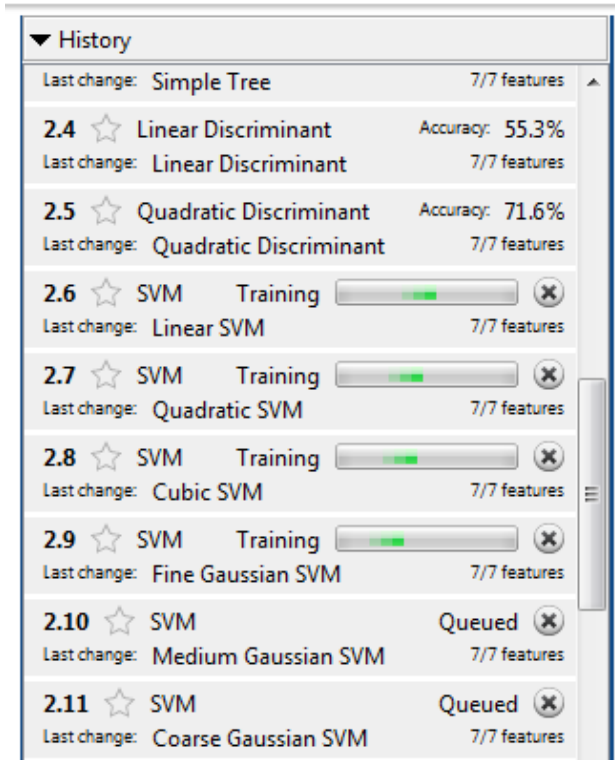 History
Last change: Simple Tree 7/7 features
2.4 Linear Discriminant Accuracy: 55.3%
Last change: Linear Discriminant 7/7 features
2.5 Quadratic Discriminant Accuracy: 71.6%
Last change: Quadratic Discriminant 7/7 features
2.6 SVM Training
Last change: Linear SVM 7/7 features
2.7 SVM Training
Last change: Quadratic SVM 7/7 features
2.8 SVM Training
Last change: Cubic SVM 7/7 features
2.9 SVM Training
Last change: Fine Gaussian SVM 7/7 features
2.10 SVM Queued
Last change: Medium Gaussian SVM 7/7 features
2.11 SVM Queued
Last change: Coarse Gaussian SVM 7/7 features